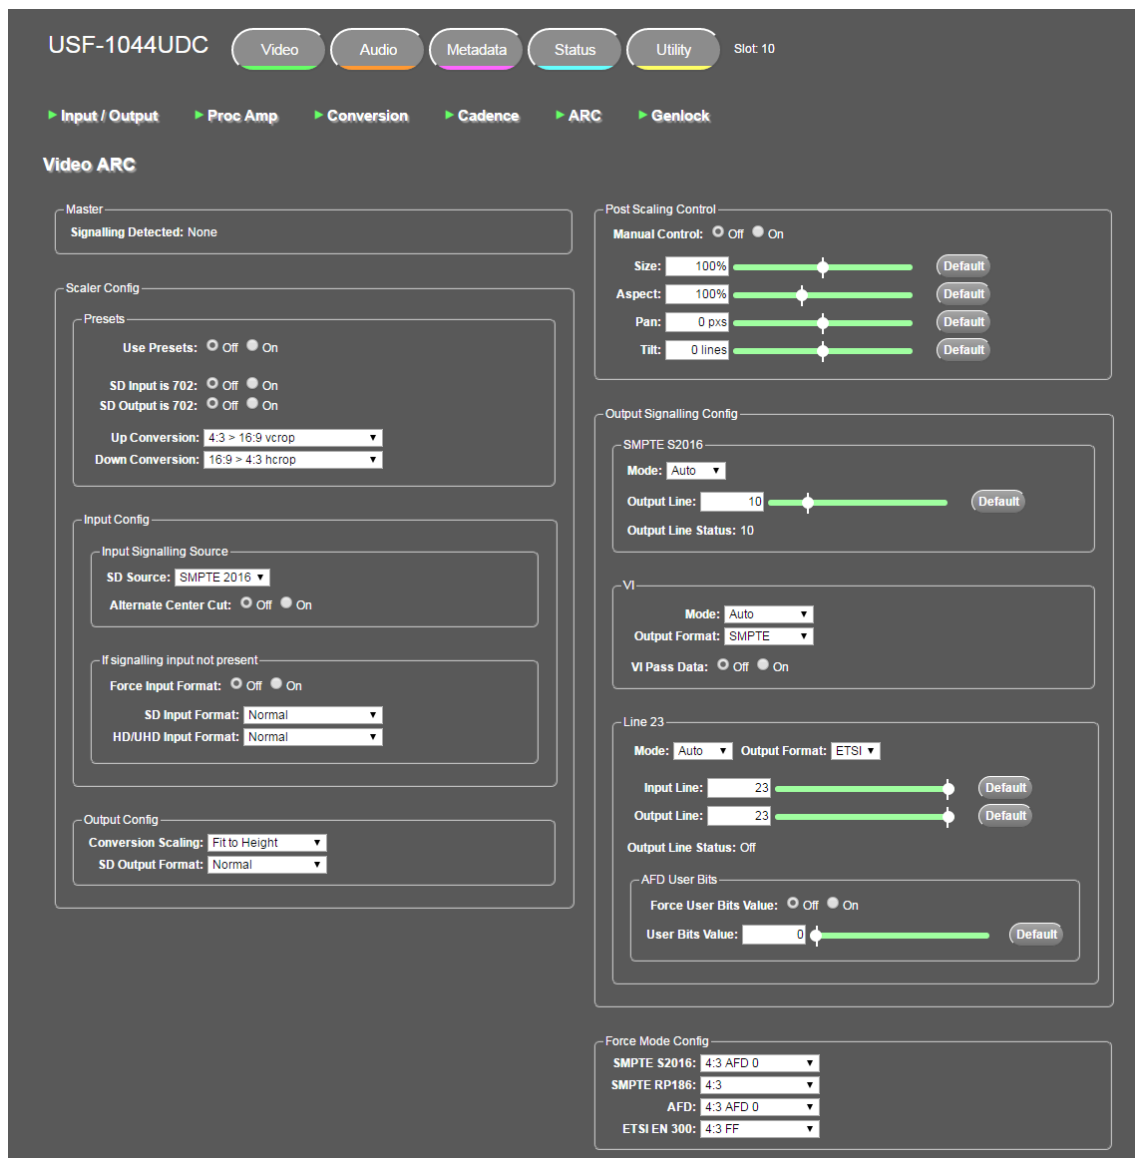 USF-1044UDC Video Audio Metadata Status Utility Slot: 10
Input / Output Proc Amp Conversion Cadence ARC Genlock
Video ARC
Master
Signalling Detected: None
Scaler Config
Presets
Use Presets: Off On
SD Input is 702: Off On
SD Output is 702: Off On
Up Conversion: 4:3 > 16:9 vcrop
Down Conversion: 16:9 > 4:3 hcrop
Input Config
Input Signalling Source
SD Source: SMPTE 2016
Alternate Center Cut: Off On
If signalling input not present
Force Input Format: Off On
SD Input Format: Normal
HD/UHD Input Format: Normal
Output Config
Conversion Scaling: Fit to Height
SD Output Format: Normal
Post Scaling Control
Manual Control: Off On
Size: 100% Default
Aspect: 100% Default
Pan: 0 pxs Default
Tilt: 0 lines Default
Output Signalling Config
SMPTE S2016
Mode: Auto
Output Line: 10 Default
Output Line Status: 10
VI
Mode: Auto
Output Format: SMPTE
VI Pass Data: Off On
Line 23
Mode: Auto Output Format: ETSI
Input Line: 23 Default
Output Line: 23 Default
Output Line Status: Off
AFD User Bits
Force User Bits Value: Off On
User Bits Value: 0 Default
Force Mode Config
SMPTE S2016: 4:3 AFD 0
SMPTE RP186: 4:3
AFD: 4:3 AFD 0
ETSI EN 300: 4:3 FF